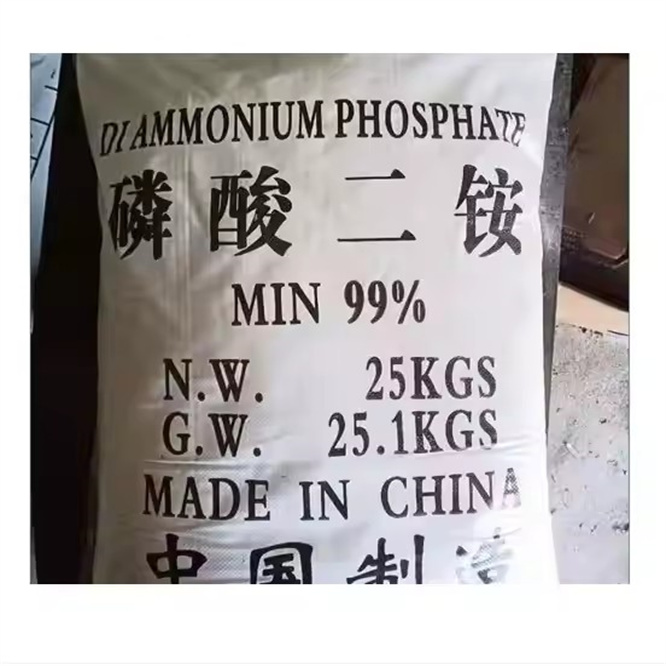 DI AMMONIUM PHOSPHATE
磷酸二铵
MIN 99%
N.W. 25KGS
G.W. 25.1KGS
MADE IN CHINA
中国制造